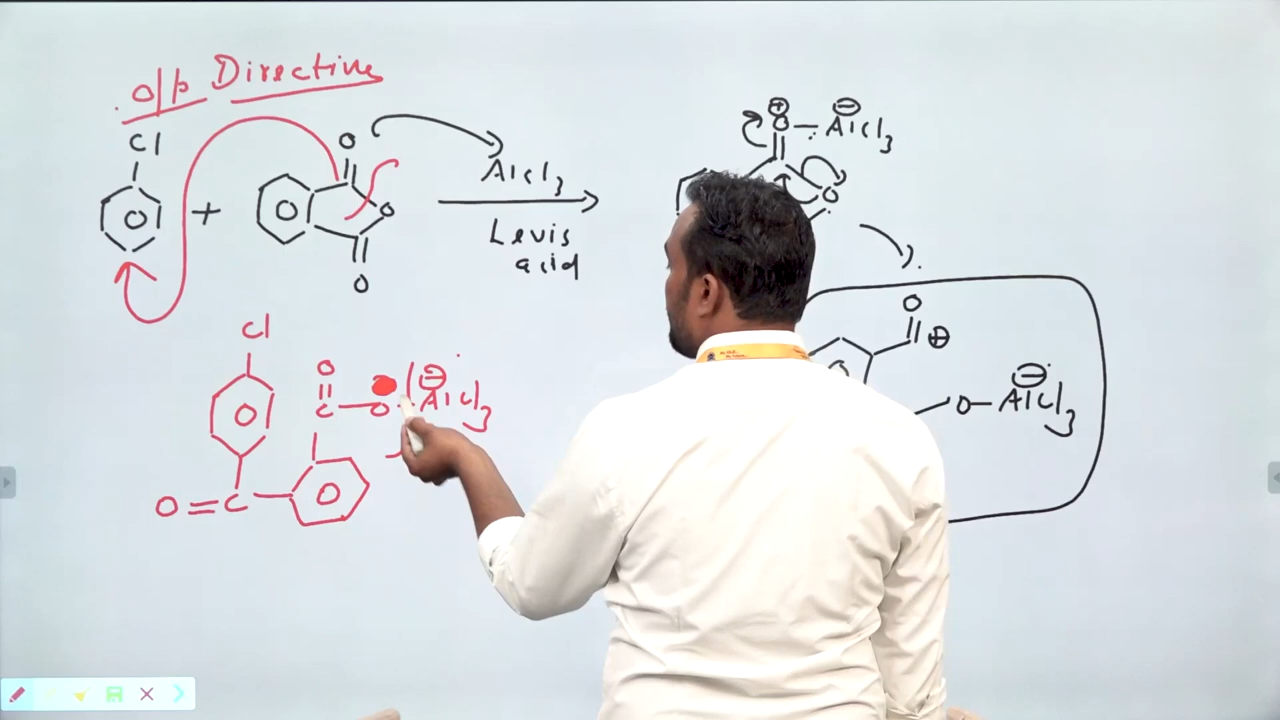 o/p Directive
Cl
O
+
O
O
O
O
AlCl3
Lewis
acid
⊕
O—AlCl3
⊖
O
O
⊕
O—AlCl3
⊖
Cl
O
O
C—O
⊖
AlCl3
O=C
O